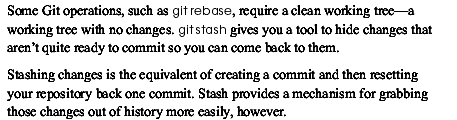 Some Git operations, such as git rebase, require a clean working tree—a
working tree with no changes. git stash gives you a tool to hide changes that
aren't quite ready to commit so you can come back to them.
Stashing changes is the equivalent of creating a commit and then resetting
your repository back one commit. Stash provides a mechanism for grabbing
those changes out of history more easily, however.